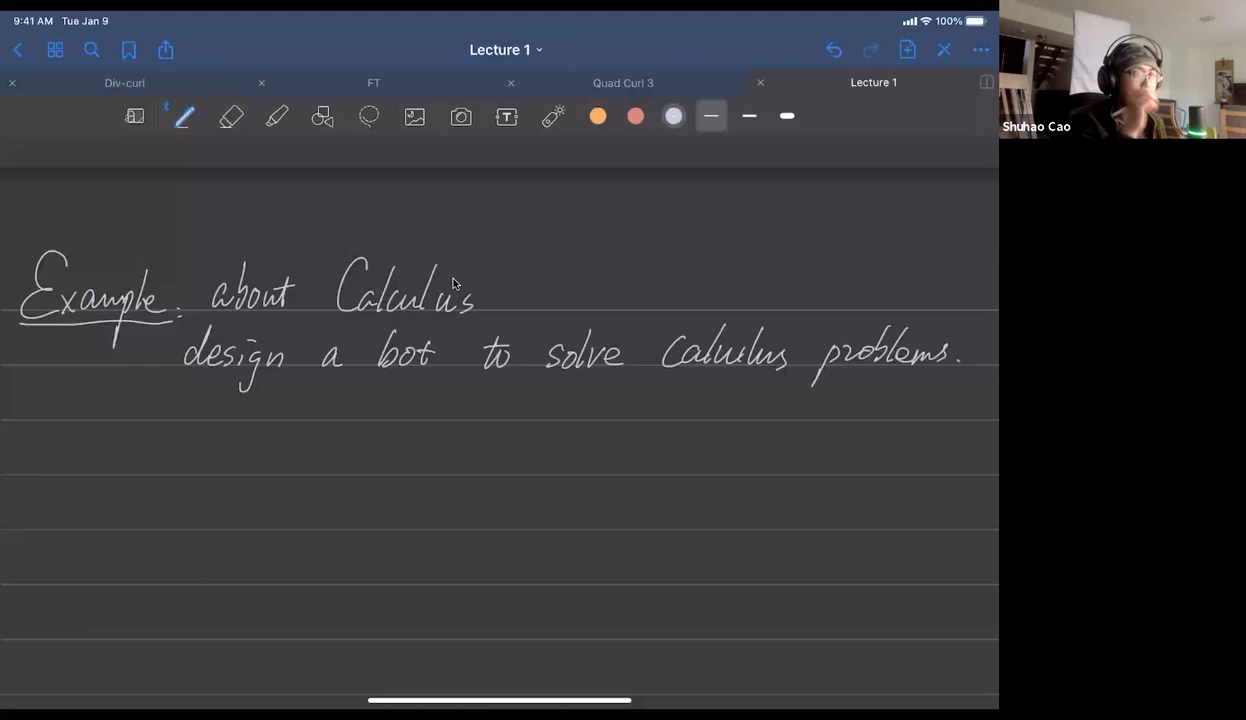 9:41 AM Tue Jan 9
100%
Lecture 1
Div-curl
FT
Quad Curl 3
Lecture 1
Shuhao Cao
Example: about Calculus
design a bot to solve Calculus problems.